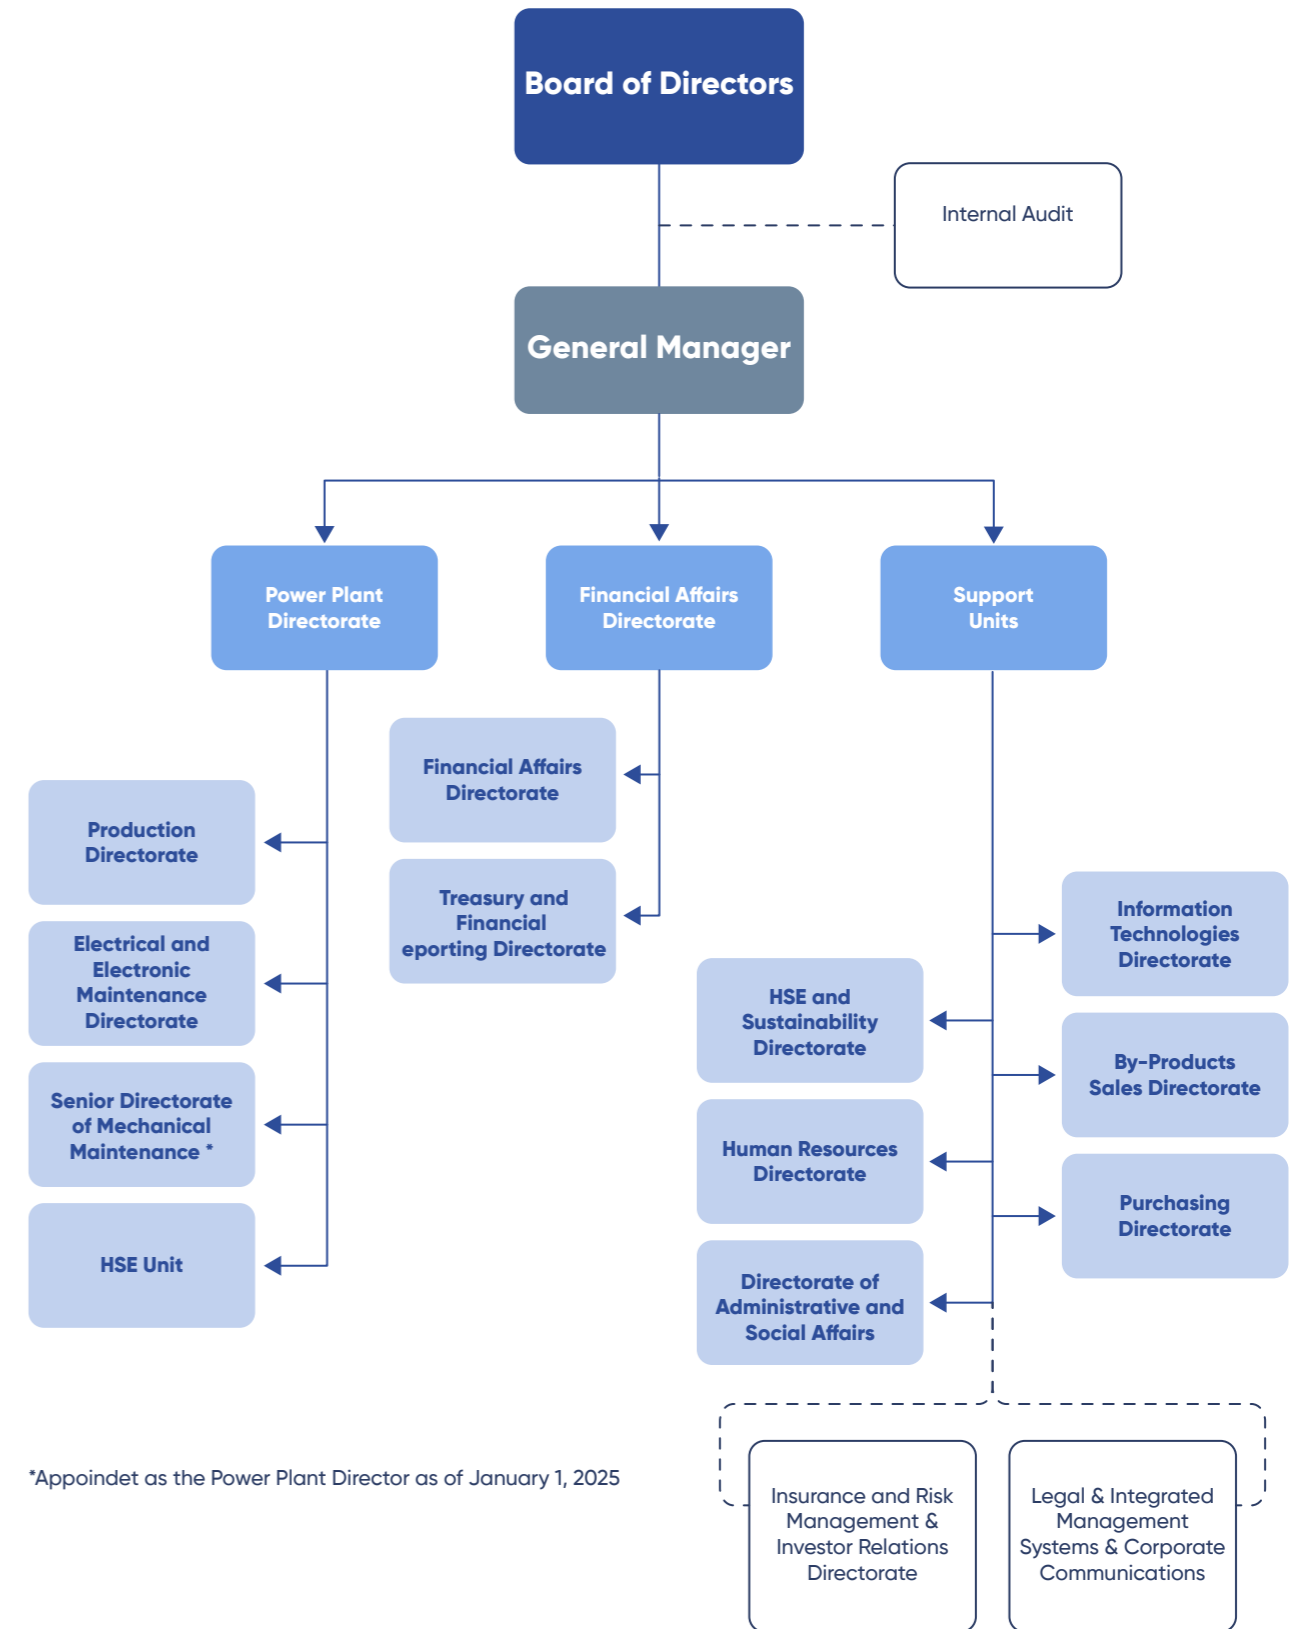 Board of Directors
Internal Audit
General Manager
Power Plant
Directorate
Financial Affairs
Directorate
Support
Units
Financial Affairs
Directorate
Treasury and
Financial
eporting Directorate
Production
Directorate
Electrical and
Electronic
Maintenance
Directorate
Senior Directorate
of Mechanical
Maintenance *
HSE Unit
HSE and
Sustainability
Directorate
Human Resources
Directorate
Directorate of
Administrative and
Social Affairs
Information
Technologies
Directorate
By-Products
Sales Directorate
Purchasing
Directorate
*Appoindet as the Power Plant Director as of January 1, 2025
Insurance and Risk
Management &
Investor Relations
Directorate
Legal & Integrated
Management
Systems & Corporate
Communications